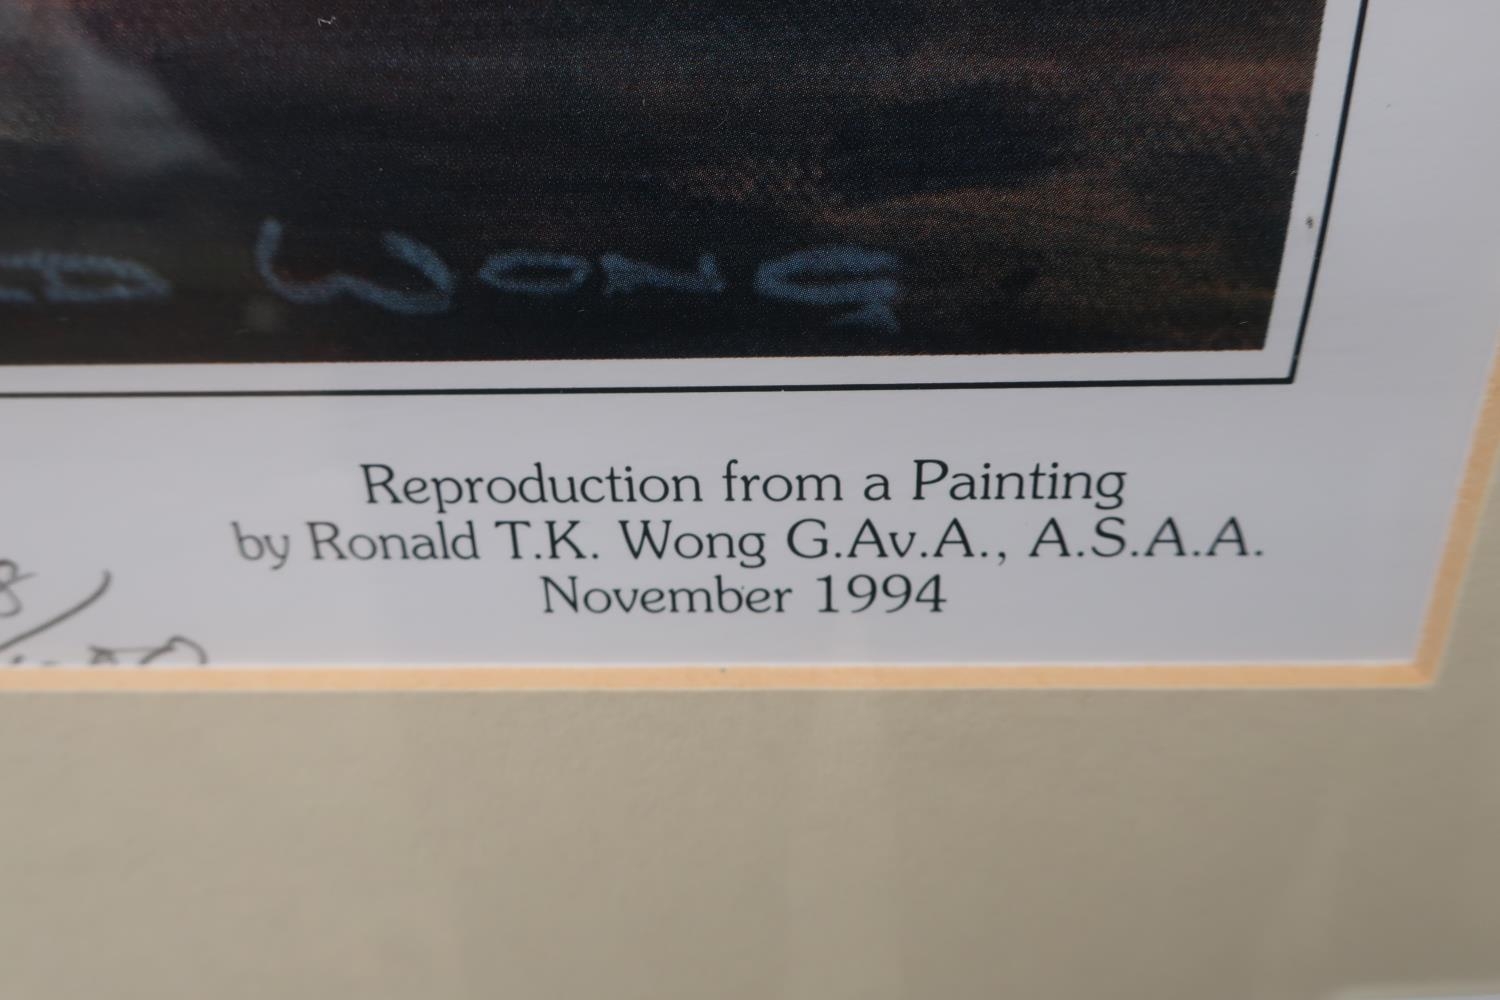 Wong
Reproduction from a Painting
by Ronald T.K. Wong G.Av.A., A.S.A.A.
November 1994